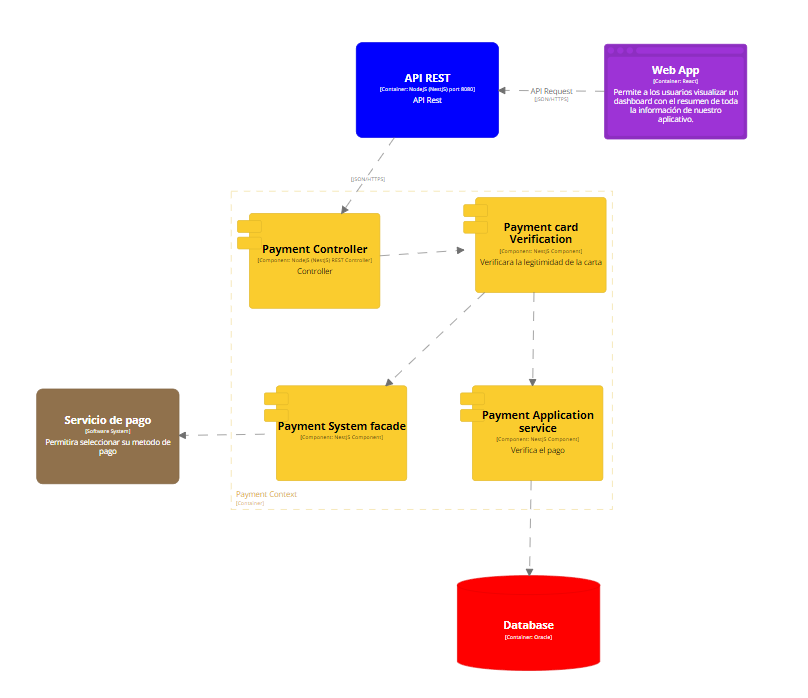 API REST
[Container: NodeJS (NestJS) port 8080]
API Rest
API Request
[JSON/HTTPS]
Web App
[Container: React]
Permite a los usuarios visualizar un
dashboard con el resumen de toda
la información de nuestro
aplicativo.
[JSON/HTTPS]
Payment Controller
[Component: NodeJS (NestJS) REST Controller]
Controller
Payment card
Verification
[Component: NestJS Component]
Verificara la legitimidad de la carta
Servicio de pago
[Software System]
Permitira seleccionar su metodo de
pago
Payment System facade
[Component: NestJS Component]
Payment Application
service
[Component: NestJS Component]
Verifica el pago
Payment Context
[Container]
Database
[Container: Oracle]